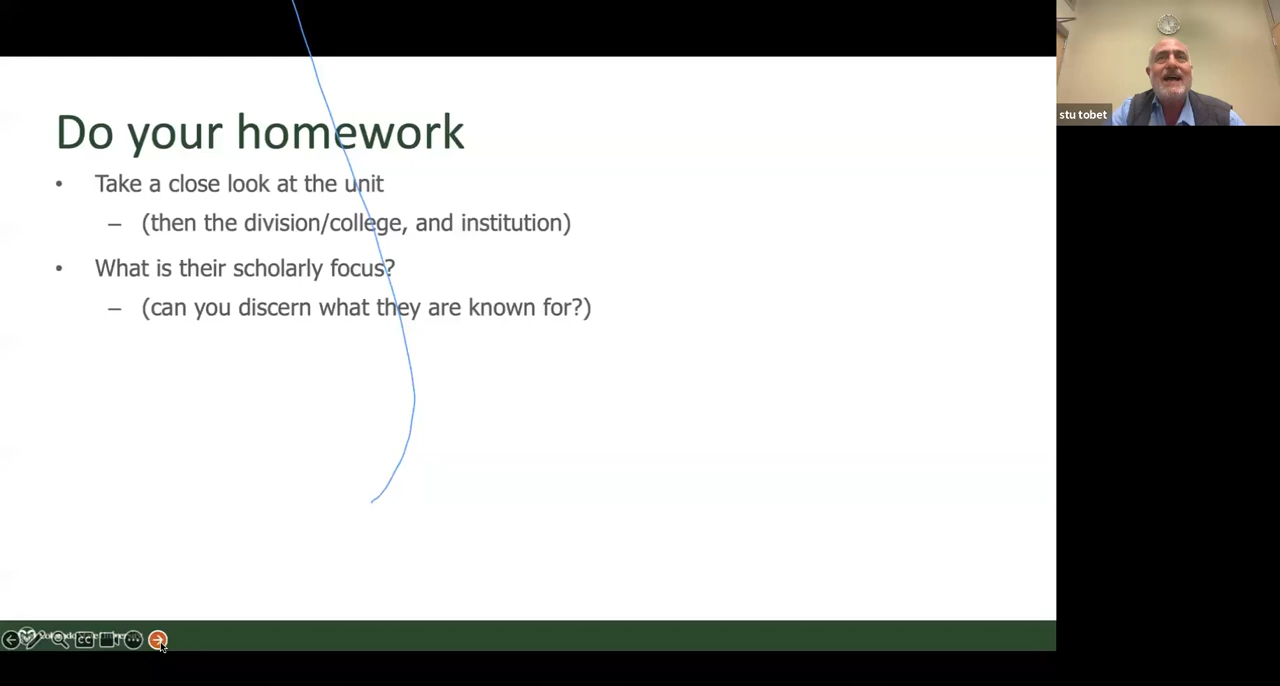 Do your homework
• Take a close look at the unit
– (then the division/college, and institution)
• What is their scholarly focus?
– (can you discern what they are known for?)
stu tobet
CC